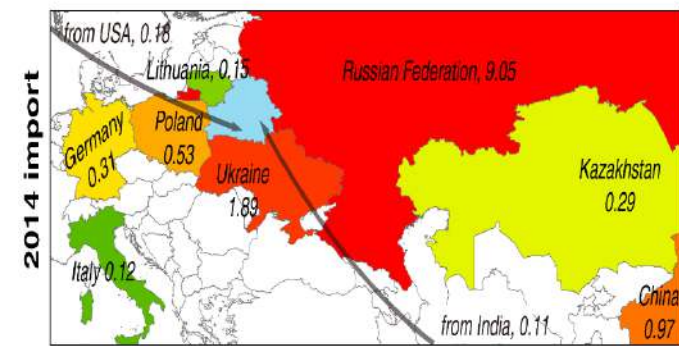 2014 import
from USA, 0.18
Lithuania, 0.15
Russian Federation, 9.05
Germany
0.31
Poland
0.53
Ukraine
1.89
Kazakhstan
0.29
Italy 0.12
from India, 0.11
China
0.97